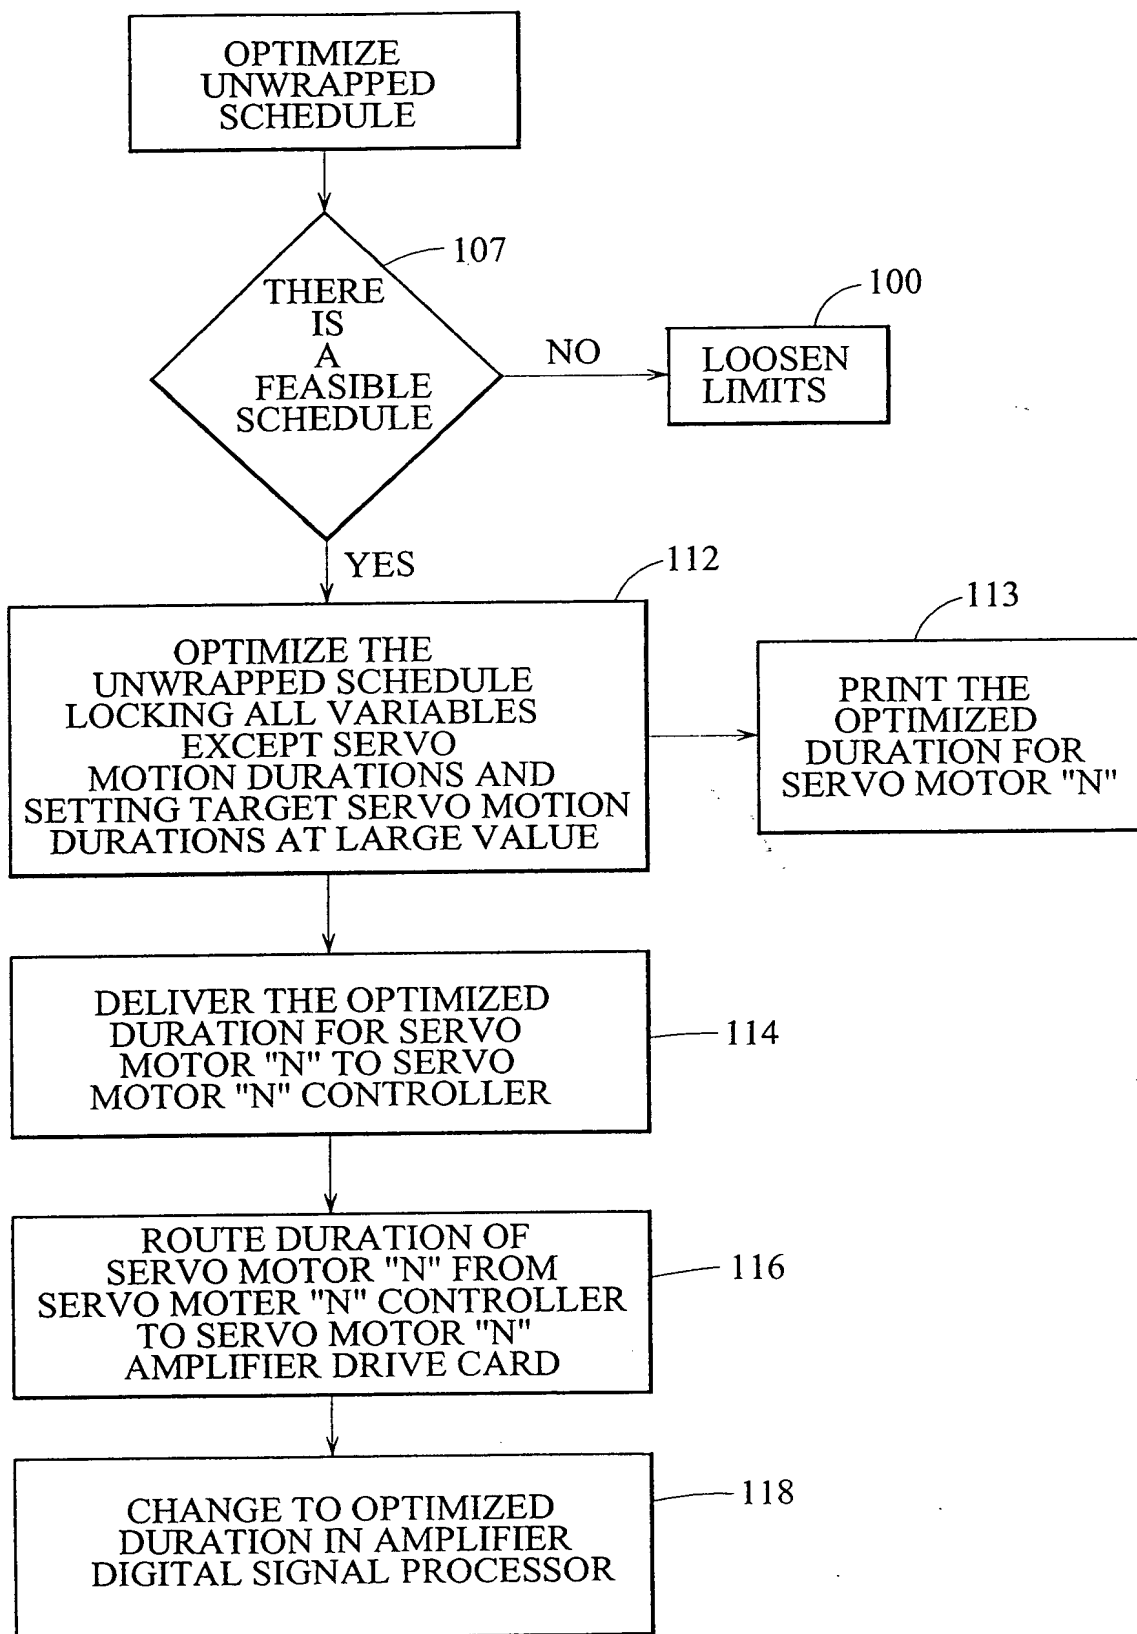 OPTIMIZE
UNWRAPPED
SCHEDULE
107
THERE
IS
A
FEASIBLE
SCHEDULE
NO
100
LOOSEN
LIMITS
YES
112
OPTIMIZE THE
UNWRAPPED SCHEDULE
LOCKING ALL VARIABLES
EXCEPT SERVO
MOTION DURATIONS AND
SETTING TARGET SERVO MOTION
DURATIONS AT LARGE VALUE
113
PRINT THE
OPTIMIZED
DURATION FOR
SERVO MOTOR "N"
DELIVER THE OPTIMIZED
DURATION FOR SERVO
MOTOR "N" TO SERVO
MOTOR "N" CONTROLLER
114
ROUTE DURATION OF
SERVO MOTOR "N" FROM
SERVO MOTER "N" CONTROLLER
TO SERVO MOTOR "N"
AMPLIFIER DRIVE CARD
116
CHANGE TO OPTIMIZED
DURATION IN AMPLIFIER
DIGITAL SIGNAL PROCESSOR
118